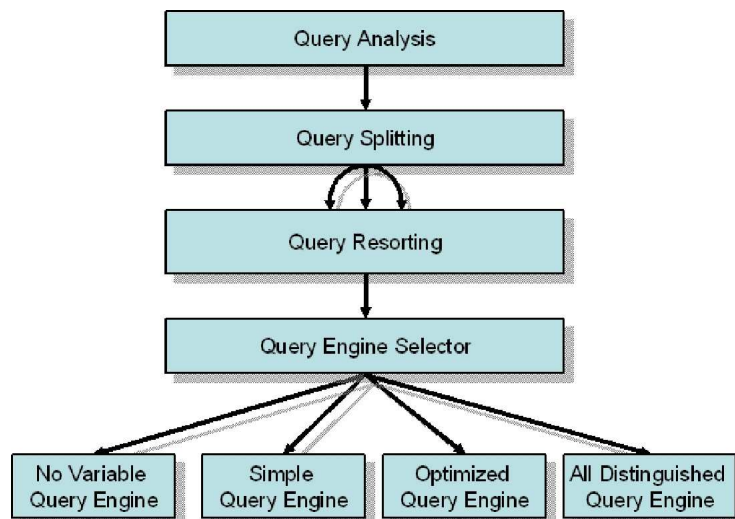 Query Analysis
Query Splitting
Query Resorting
Query Engine Selector
No Variable
Query Engine
Simple
Query Engine
Optimized
Query Engine
All Distinguished
Query Engine